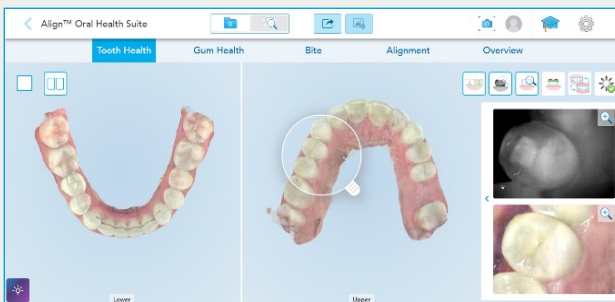 Align™ Oral Health Suite
Tooth Health
Gum Health
Bite
Alignment
Overview
Lower
Upper